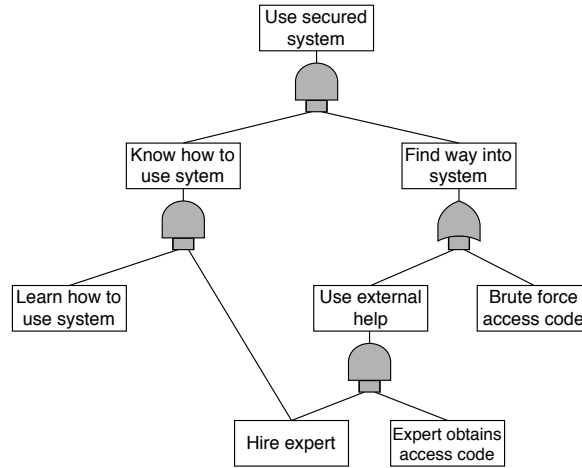 Use secured
system
Know how to
use sytem
Find way into
system
Learn how to
use system
Use external
help
Brute force
access code
Hire expert
Expert obtains
access code